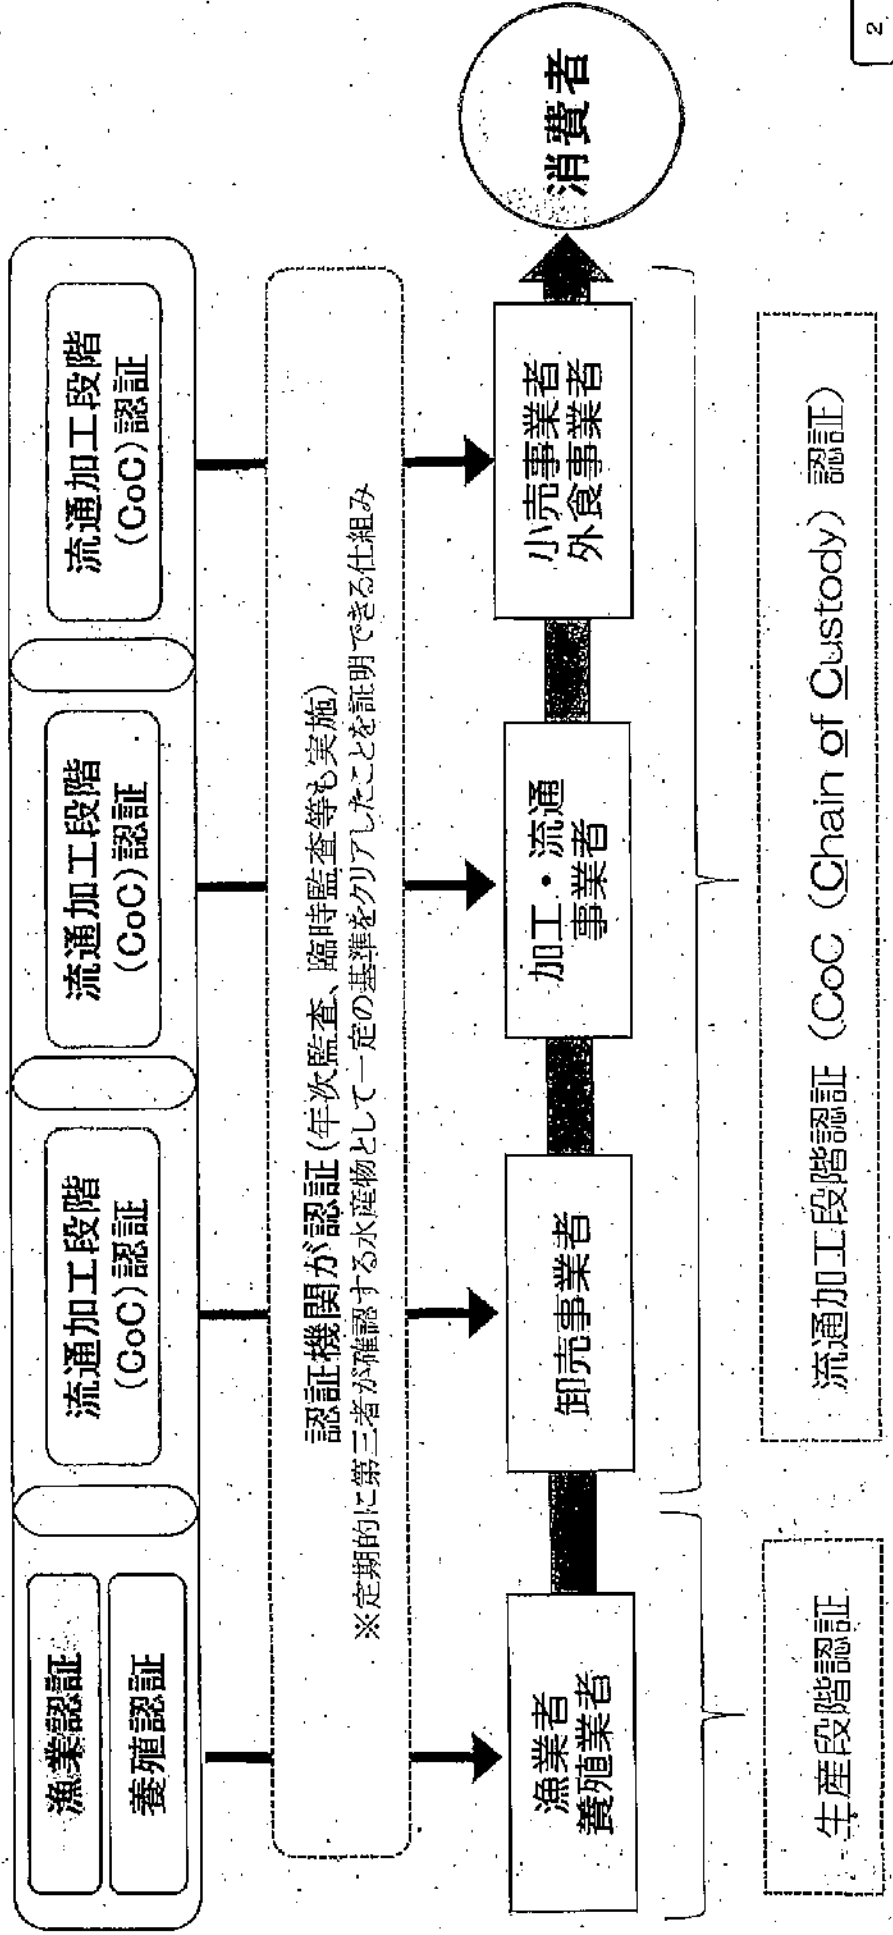 漁業認証
養殖認証
流通加工段階
(CoC)認証
流通加工段階
(CoC)認証
流通加工段階
(CoC)認証
認証機関が認証(年次監査、臨時監査等も実施)
※定期的に第三者が確認する水産物として一定の基準をクリアしたことを証明できる仕組み
漁業者
養殖業者
卸売事業者
加工・流通
事業者
小売事業者
外食事業者
消費者
生産段階認証
流通加工段階認証(CoC(Chain of Custody)認証)
2